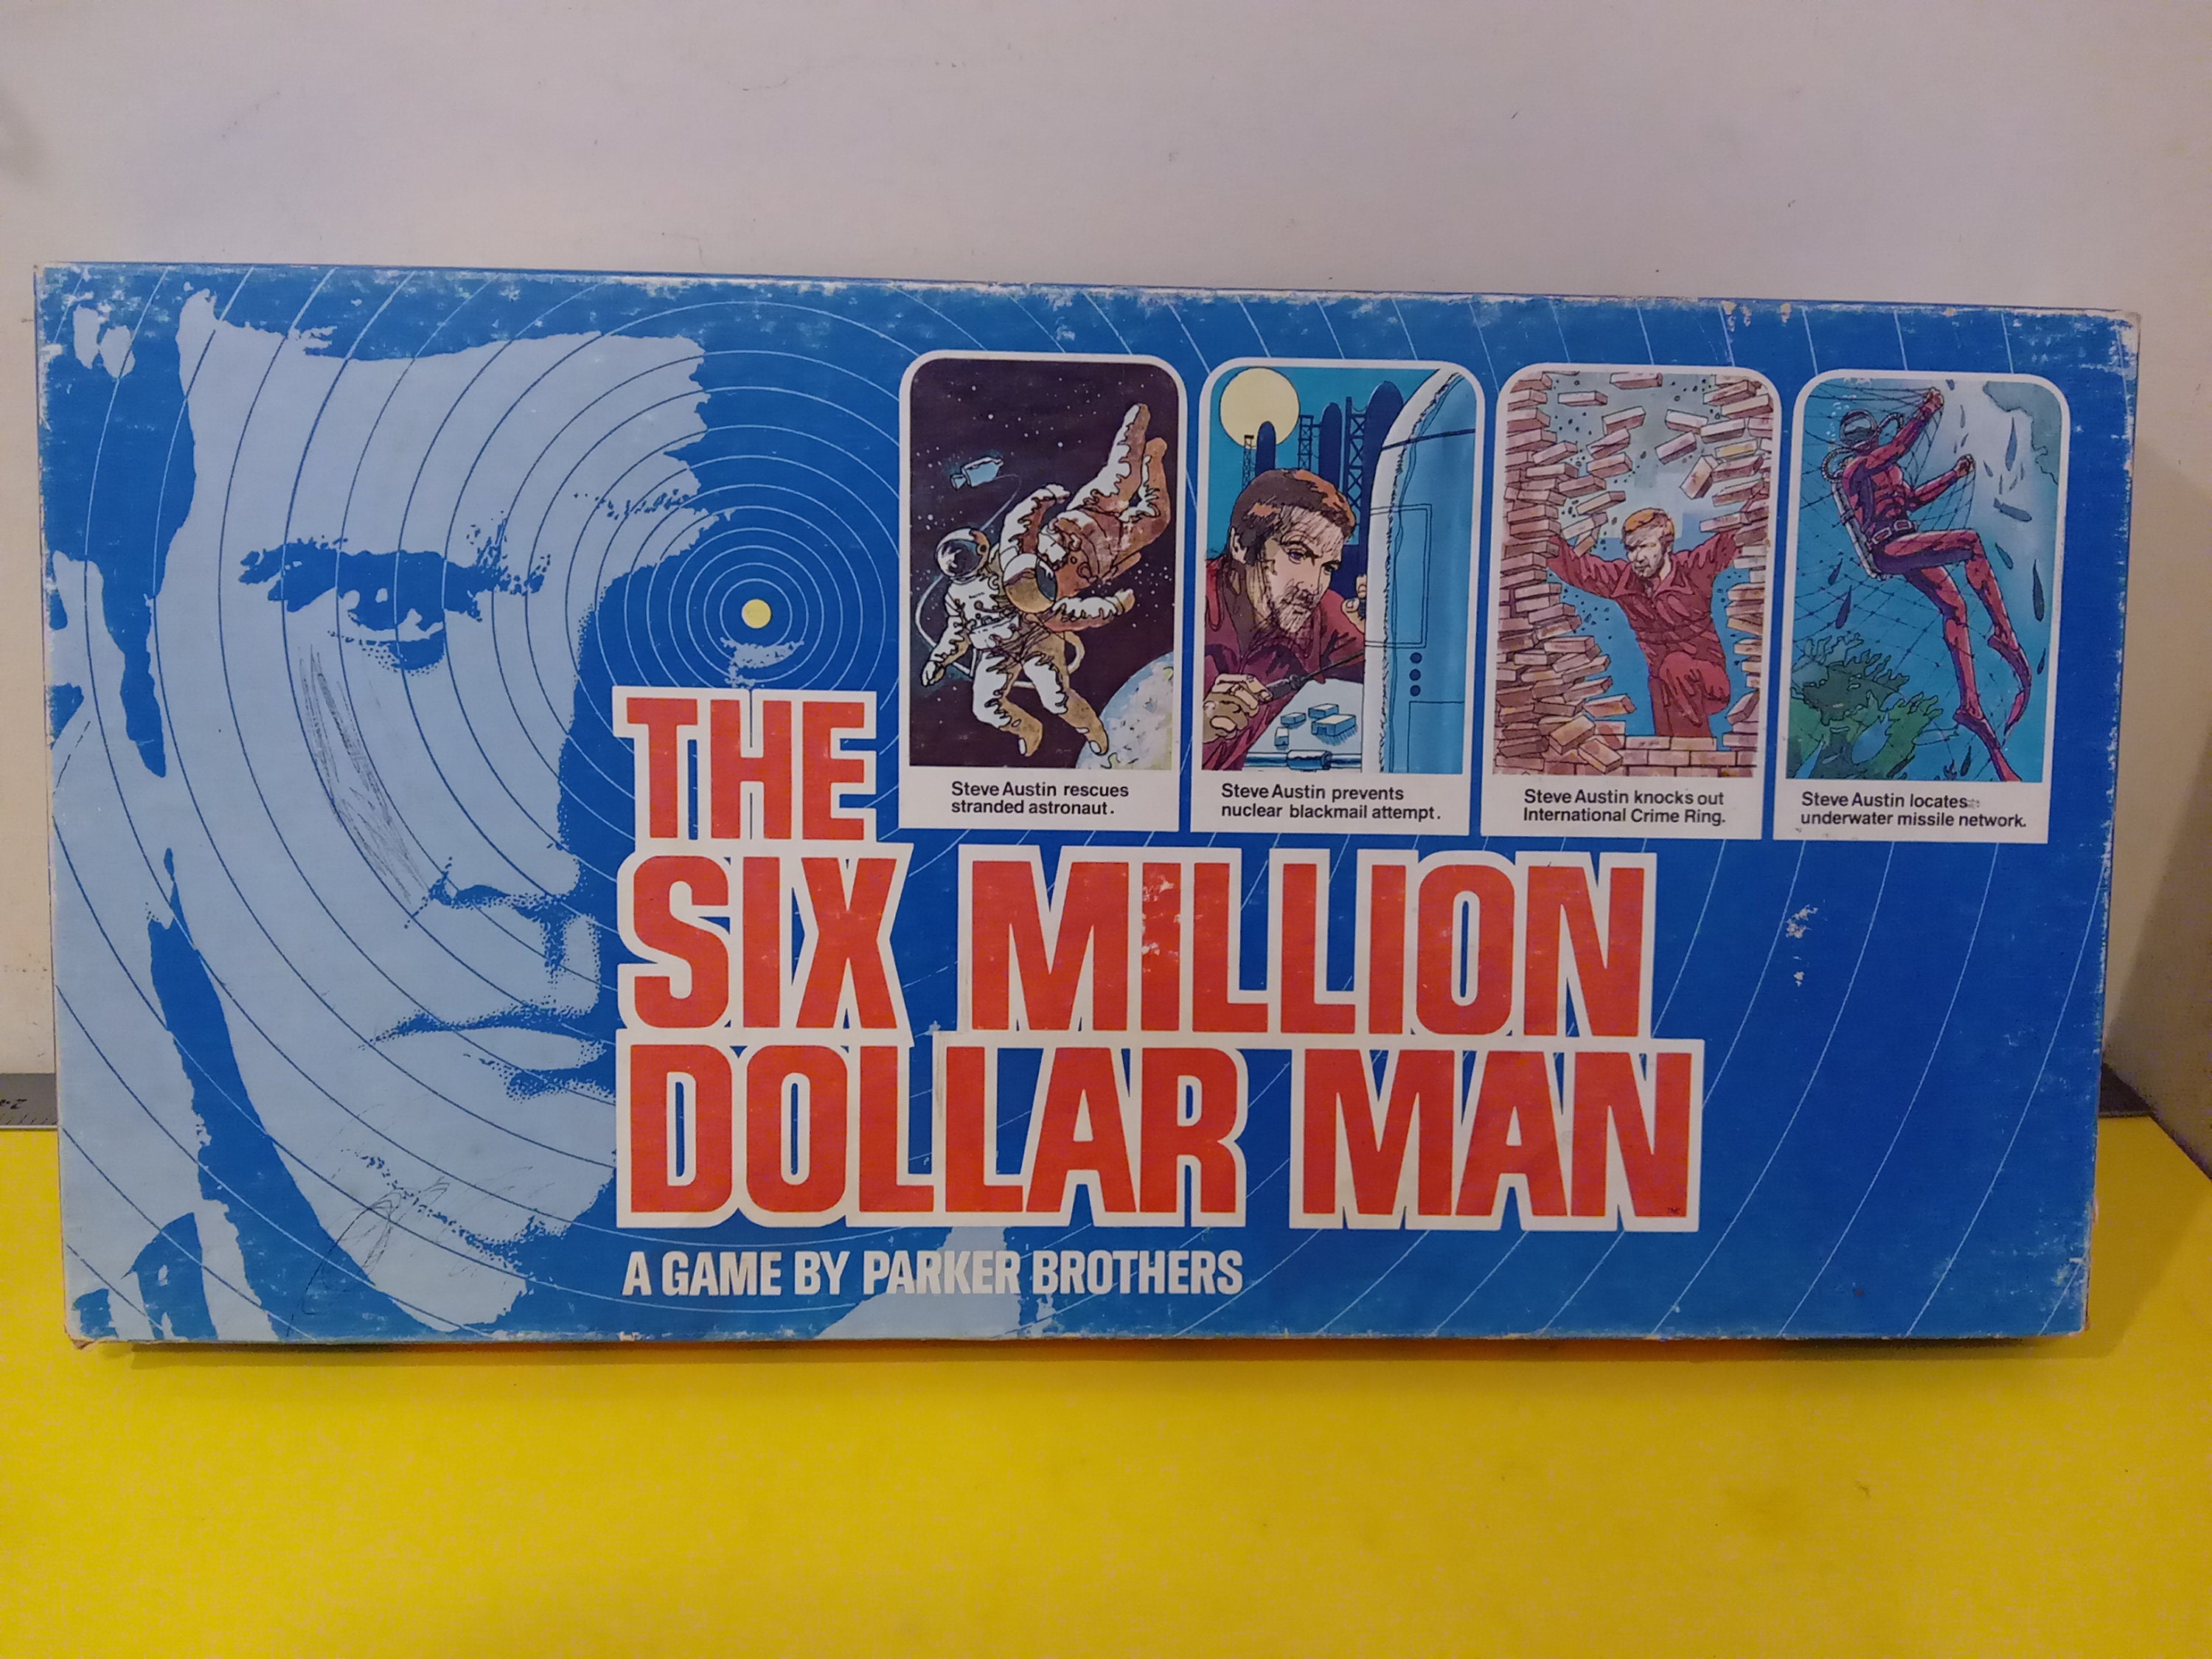 Steve Austin rescues
stranded astronaut.
Steve Austin prevents
nuclear blackmail attempt.
Steve Austin knocks out
International Crime Ring.
Steve Austin locates
underwater missile network.
THE
SIX MILLION
DOLLAR MAN
A GAME BY PARKER BROTHERS